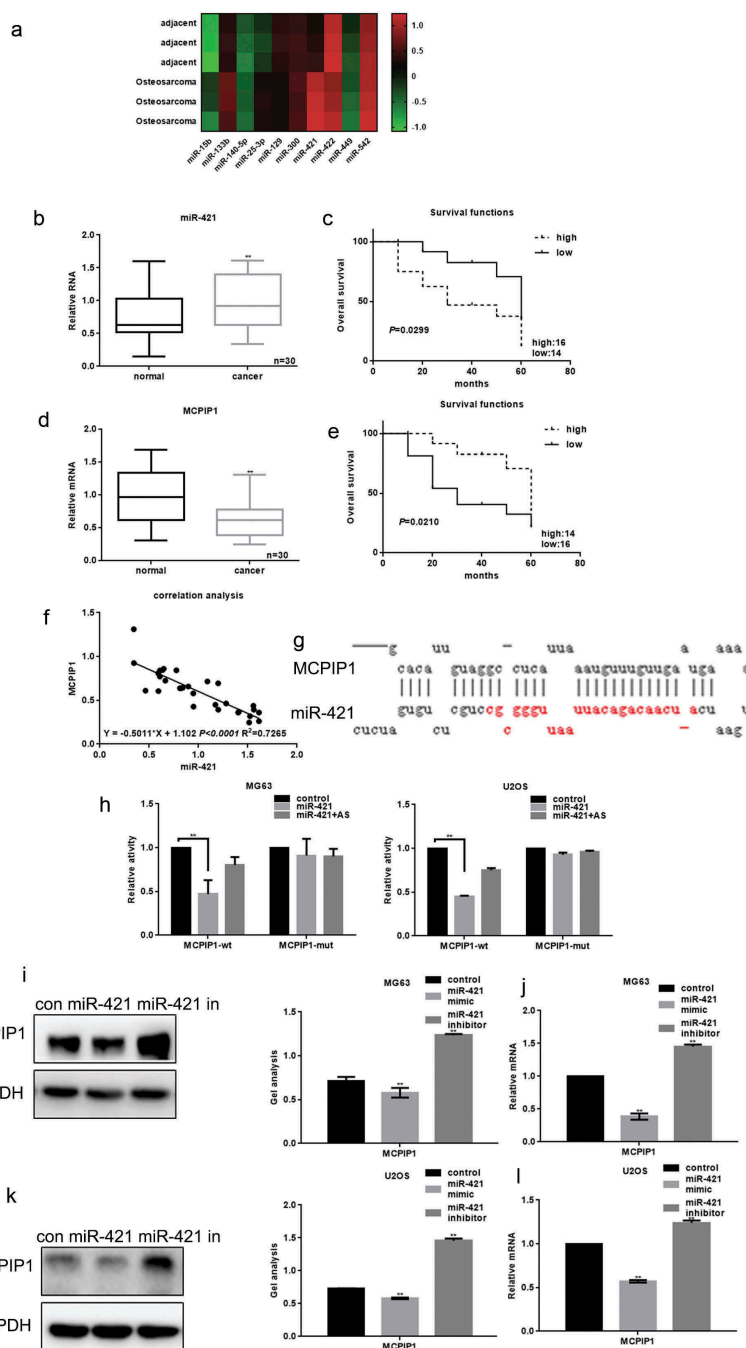 a
adjacent
adjacent
adjacent
Osteosarcoma
Osteosarcoma
Osteosarcoma
miR-15b
miR-133b
miR-140-5p
miR-25-3p
miR-129
miR-300
miR-421
miR-422
miR-449
miR-542
1.0
0.5
0
-0.5
-1.0
b
miR-421
Relative RNA
2.0
1.5
1.0
0.5
0.0
**
n=30
normal
cancer
c
Survival functions
high
low
Overall survival
100
50
0
P=0.0299
high:16
low:14
0
20
40
60
80
months
d
MCPIP1
Relative mRNA
2.0
1.5
1.0
0.5
0.0
**
n=30
normal
cancer
e
Survival functions
high
low
Overall survival
100
50
0
P=0.0210
high:14
low:16
0
20
40
60
80
months
f
correlation analysis
MCPIP1
1.5
1.0
0.5
0.0
Y = -0.5011*X + 1.102 P<0.0001 R²=0.7265
0.0
0.5
1.0
1.5
2.0
miR-421
g
g uu uua a aaa
MCPIP1
caca guaggc cuca aauguuuguuga uga a
miR-421
gugu cguccg gggu uuacagacaacu acu u
cucuua cu c uaa aag
h
MG63
control
miR-421
miR-421+AS
Relative ativity
1.5
1.0
0.5
0.0
**
MCPIP1-wt
MCPIP1-mut
U2OS
control
miR-421
miR-421+AS
Relative ativity
1.5
1.0
0.5
0.0
**
MCPIP1-wt
MCPIP1-mut
i
con miR-421 miR-421 in
PIP1
DH
MG63
control
miR-421
mimic
miR-421
inhibitor
Gel analysis
1.5
1.0
0.5
0.0
**
**
MCPIP1
j
MG63
control
miR-421
mimic
miR-421
inhibitor
Relative mRNA
2.0
1.5
1.0
0.5
0.0
**
**
MCPIP1
k
con miR-421 miR-421 in
PIP1
PDH
U2OS
control
miR-421
mimic
miR-421
inhibitor
Gel analysis
2.0
1.5
1.0
0.5
0.0
**
**
MCPIP1
l
U2OS
control
miR-421
mimic
miR-421
inhibitor
Relative mRNA
2.0
1.5
1.0
0.5
0.0
**
**
MCPIP1